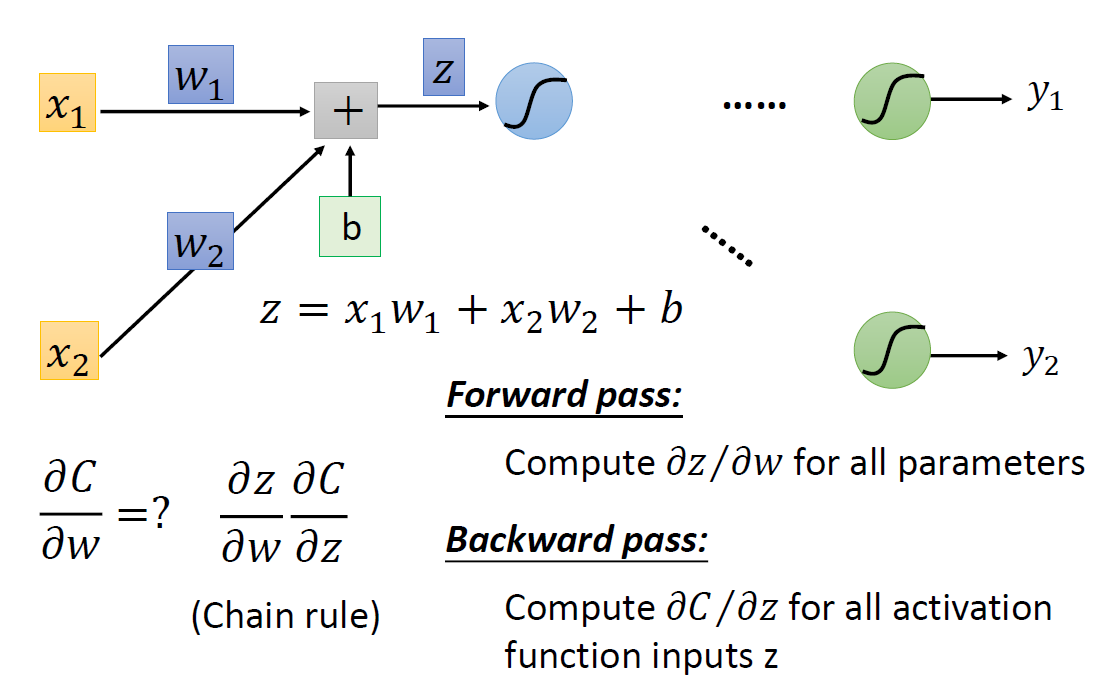 x₁
w₁
+
z
……
y₁
w₂
b
x₂
z = x₁w₁ + x₂w₂ + b
y₂
Forward pass:
Compute ∂z/∂w for all parameters
∂C/∂w =? ∂z/∂w ∂C/∂z
(Chain rule)
Backward pass:
Compute ∂C/∂z for all activation
function inputs z